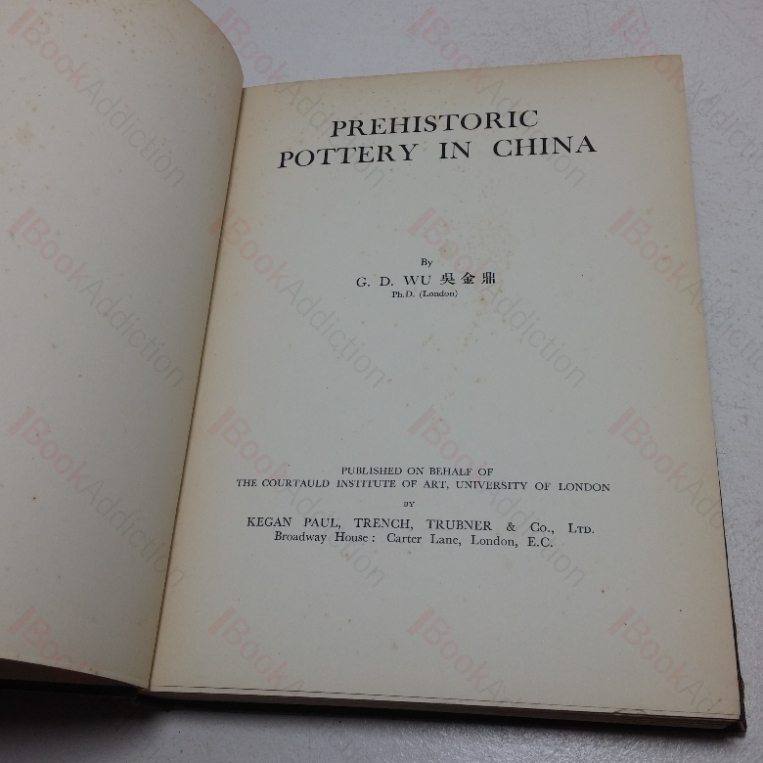 PREHISTORIC
POTTERY IN CHINA
By
G. D. WU 吳金鼎
Ph.D. (London)
PUBLISHED ON BEHALF OF
THE COURTAULD INSTITUTE OF ART, UNIVERSITY OF LONDON
BY
KEGAN PAUL, TRENCH, TRUBNER & Co., LTD.
Broadway House: Carter Lane, London, E.C.
BookAddiction